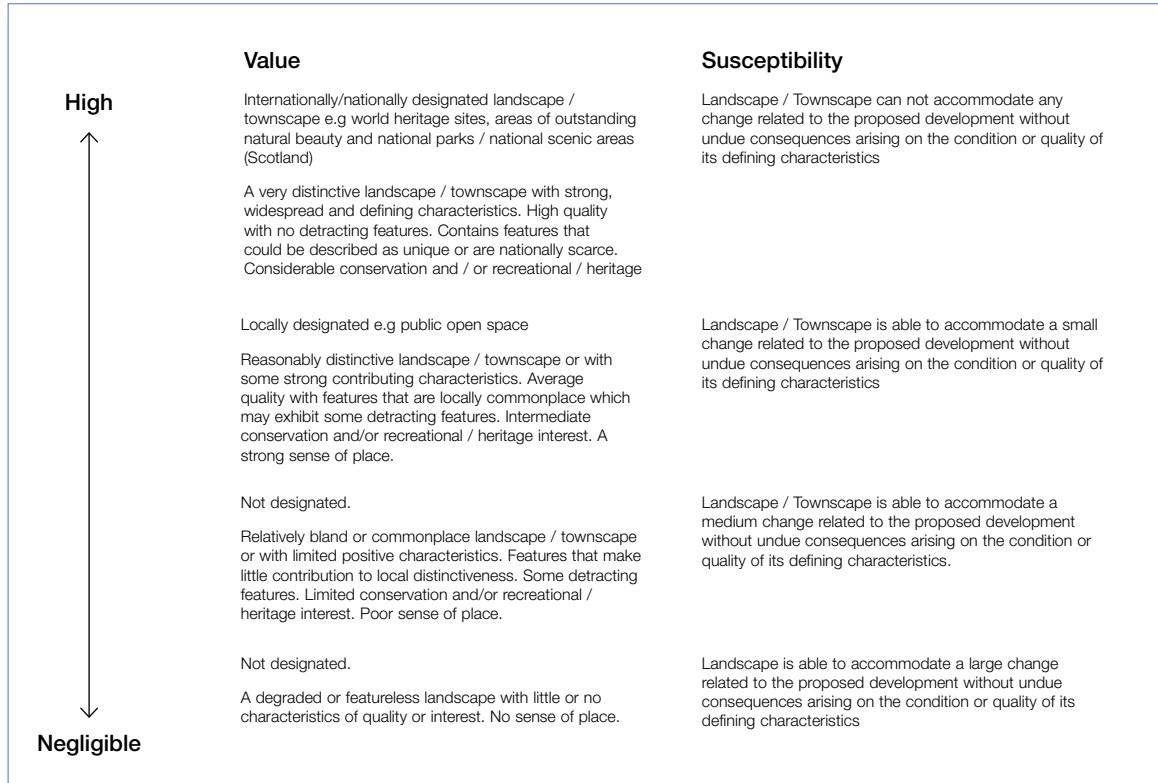 Value
Susceptibility
High
Internationally/nationally designated landscape /
townscape e.g world heritage sites, areas of outstanding
natural beauty and national parks / national scenic areas
(Scotland)
A very distinctive landscape / townscape with strong,
widespread and defining characteristics. High quality
with no detracting features. Contains features that
could be described as unique or are nationally scarce.
Considerable conservation and / or recreational / heritage
Landscape / Townscape can not accommodate any
change related to the proposed development without
undue consequences arising on the condition or quality of
its defining characteristics
Locally designated e.g public open space
Reasonably distinctive landscape / townscape or with
some strong contributing characteristics. Average
quality with features that are locally commonplace which
may exhibit some detracting features. Intermediate
conservation and/or recreational / heritage interest. A
strong sense of place.
Landscape / Townscape is able to accommodate a small
change related to the proposed development without
undue consequences arising on the condition or quality of
its defining characteristics
Not designated.
Relatively bland or commonplace landscape / townscape
or with limited positive characteristics. Features that make
little contribution to local distinctiveness. Some detracting
features. Limited conservation and/or recreational /
heritage interest. Poor sense of place.
Landscape / Townscape is able to accommodate a
medium change related to the proposed development
without undue consequences arising on the condition or
quality of its defining characteristics.
Not designated.
A degraded or featureless landscape with little or no
characteristics of quality or interest. No sense of place.
Landscape is able to accommodate a large change
related to the proposed development without undue
consequences arising on the condition or quality of its
defining characteristics
Negligible